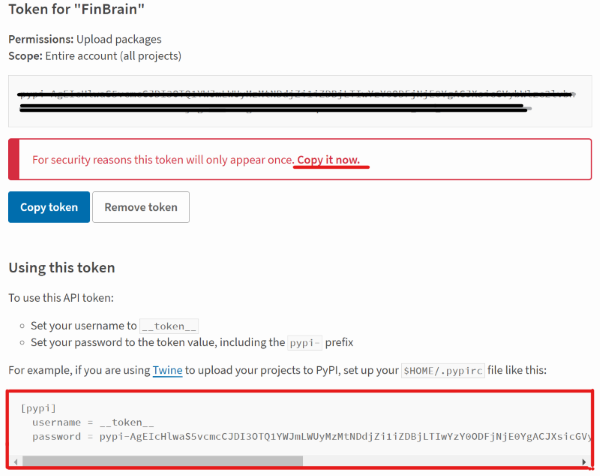 Token for "FinBrain"
Permissions: Upload packages
Scope: Entire account (all projects)
For security reasons this token will only appear once. Copy it now.
Copy token
Remove token
Using this token
To use this API token:
Set your username to __token__
Set your password to the token value, including the pypi- prefix
For example, if you are using Twine to upload your projects to PyPI, set up your $HOME/.pypirc file like this:
[pypi]
username = __token__
password = pypi-AgEIcHlwaS5vcmcCJDI3OTQ1YWJmLWUyMzMtNDdjZi1iZDBjLTIwYzY0ODFjNjE0YgACJXsicGVy